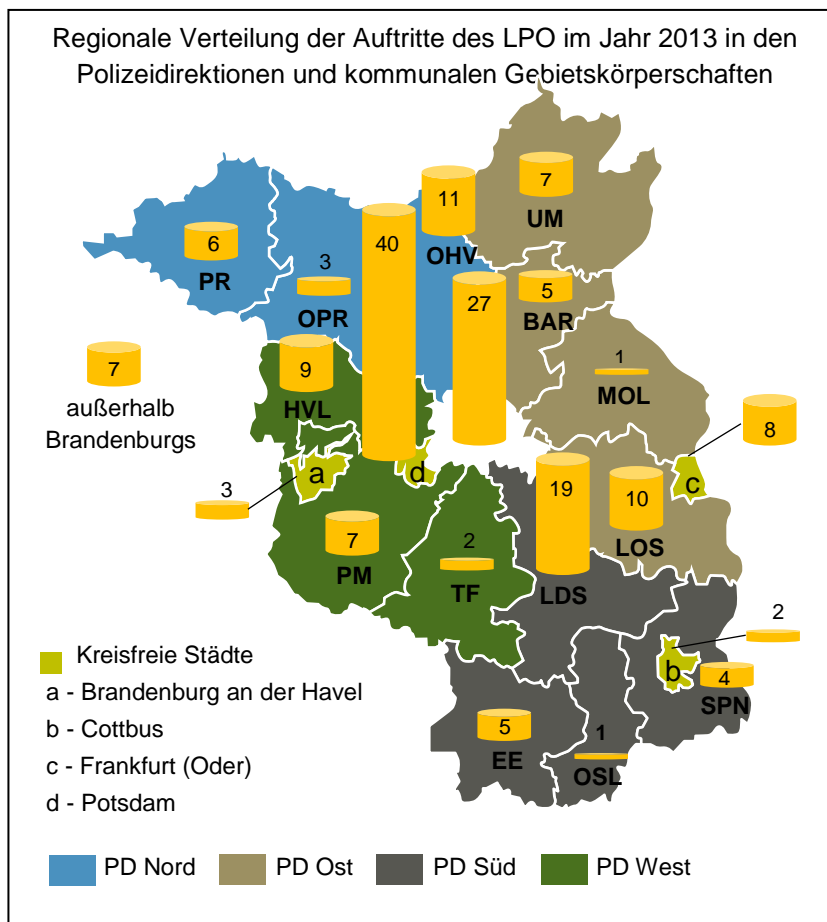 Regionale Verteilung der Auftritte des LPO im Jahr 2013 in den
Polizeidirektionen und kommunalen Gebietskörperschaften
7
UM
11
OHV
40
6
PR
3
OPR
27
5
BAR
1
MOL
7
außerhalb
Brandenburgs
9
HVL
8
a
d
c
3
19
10
LOS
7
PM
2
TF
LDS
2
b
4
SPN
5
EE
1
OSL
Kreisfreie Städte
a - Brandenburg an der Havel
b - Cottbus
c - Frankfurt (Oder)
d - Potsdam
PD Nord PD Ost PD Süd PD West